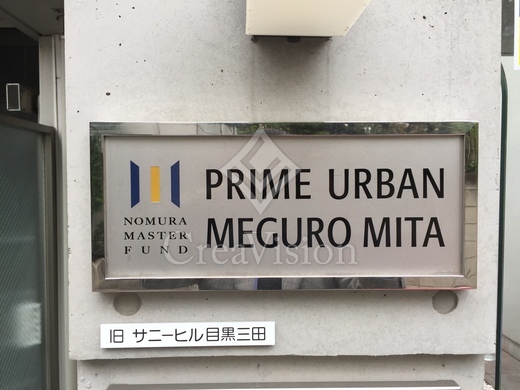 PRIME URBAN
MEGURO MITA
NOMURA
MASTER
FUND
CreaVision
旧 サニーヒル目黒三田